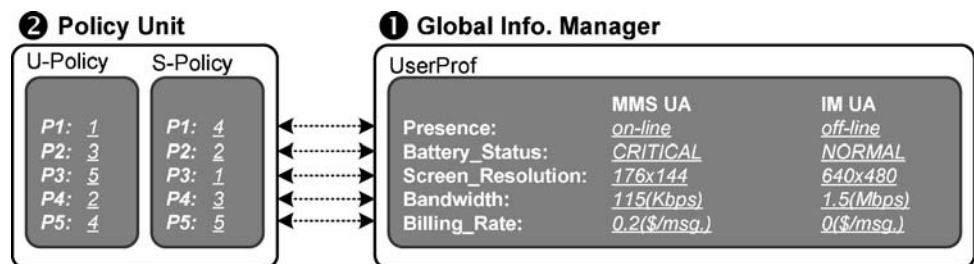 ❷ Policy Unit
U-Policy S-Policy
P1: 1 P1: 4
P2: 3 P2: 2
P3: 5 P3: 1
P4: 2 P4: 3
P5: 4 P5: 5
❶ Global Info. Manager
UserProf
MMS UA IM UA
Presence: on-line off-line
Battery_Status: CRITICAL NORMAL
Screen_Resolution: 176x144 640x480
Bandwidth: 115(Kbps) 1.5(Mbps)
Billing_Rate: 0.2($/msg.) 0($/msg.)